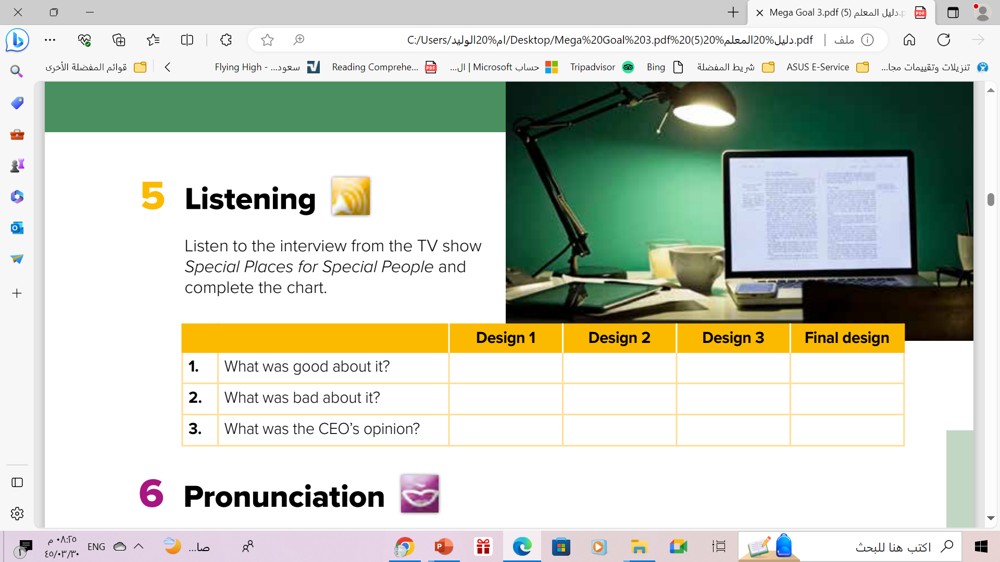 Mega Goal 3.pdf (5) دليل المعلم.p
C:/Users/ام%20الوليد/Desktop/Mega%20Goal%203.pdf%20(5)%20دليل%20المعلم.pdf
ملف
قوائم المفضلة الأخرى
Flying High - سعود...
Reading Comprehe...
حساب Microsoft | ال...
Tripadvisor
Bing
شريط المفضلة
ASUS E-Service
تنزيلات وتقييمات مجا...
5 Listening
Listen to the interview from the TV show
Special Places for Special People and
complete the chart.
Design 1 Design 2 Design 3 Final design
1. What was good about it?
2. What was bad about it?
3. What was the CEO’s opinion?
6 Pronunciation
٠٨:٢٥ م
٤٥/٠٣/٣٠
ENG
صا...
اكتب هنا للبحث